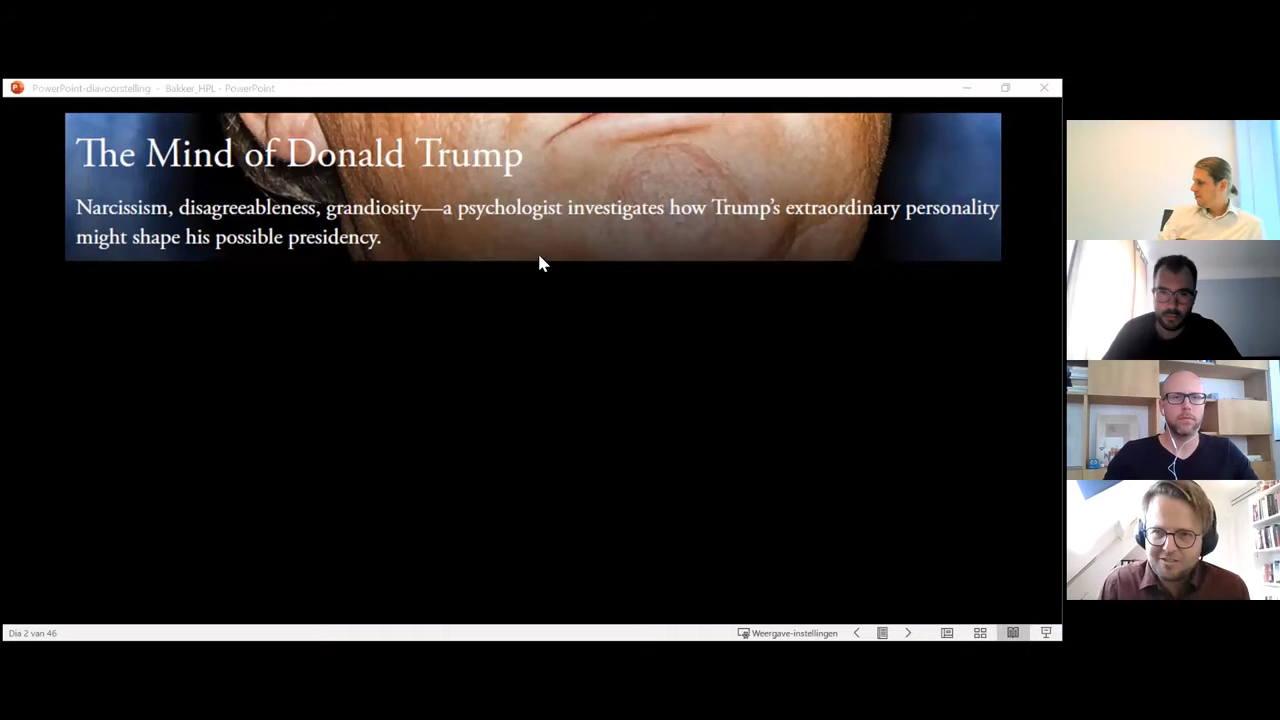 PowerPoint-diavoorstelling - Bakker_HPL - PowerPoint
The Mind of Donald Trump
Narcissism, disagreeableness, grandiosity—a psychologist investigates how Trump's extraordinary personality
might shape his possible presidency.
Dia 2 van 46
Weergave-instellingen